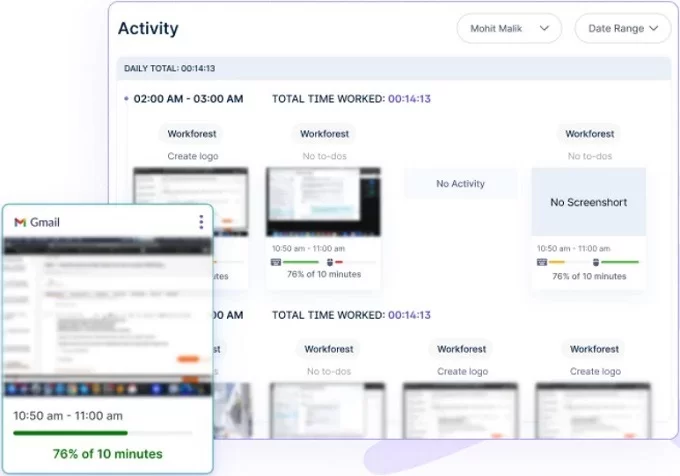 Activity
Mohit Malik
Date Range
DAILY TOTAL: 00:14:13
02:00 AM - 03:00 AM TOTAL TIME WORKED: 00:14:13
Workforest
Create logo
Workforest
No to-dos
No Activity
Workforest
No to-dos
No Screenshort
10:50 am - 11:00 am
76% of 10 minutes
10:50 am - 11:00 am
76% of 10 minutes
utes
00 AM TOTAL TIME WORKED: 00:14:13
st
Workforest
No to-dos
Workforest
Create logo
Workforest
Create logo
Gmail
10:50 am - 11:00 am
76% of 10 minutes